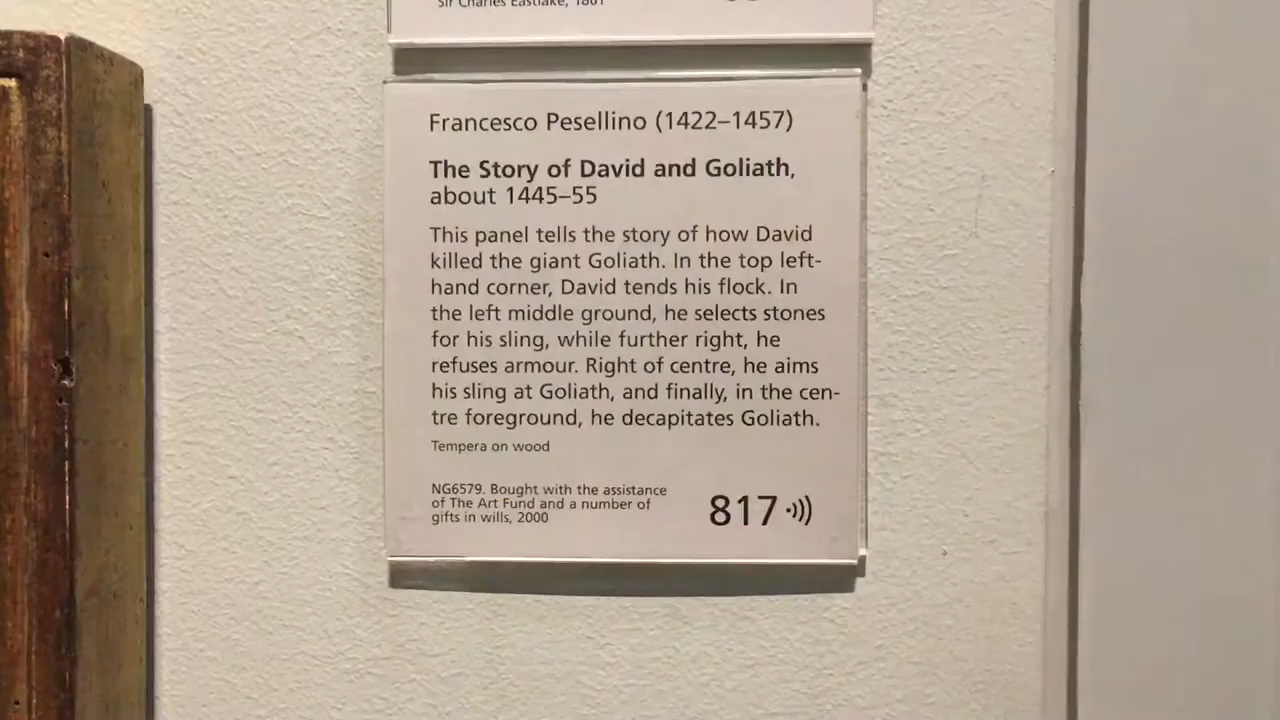 Sir Charles Eastlake, 1861
Francesco Pesellino (1422–1457)
The Story of David and Goliath,
about 1445–55
This panel tells the story of how David
killed the giant Goliath. In the top left-
hand corner, David tends his flock. In
the left middle ground, he selects stones
for his sling, while further right, he
refuses armour. Right of centre, he aims
his sling at Goliath, and finally, in the cen-
tre foreground, he decapitates Goliath.
Tempera on wood
NG6579. Bought with the assistance
of The Art Fund and a number of
gifts in wills, 2000
817